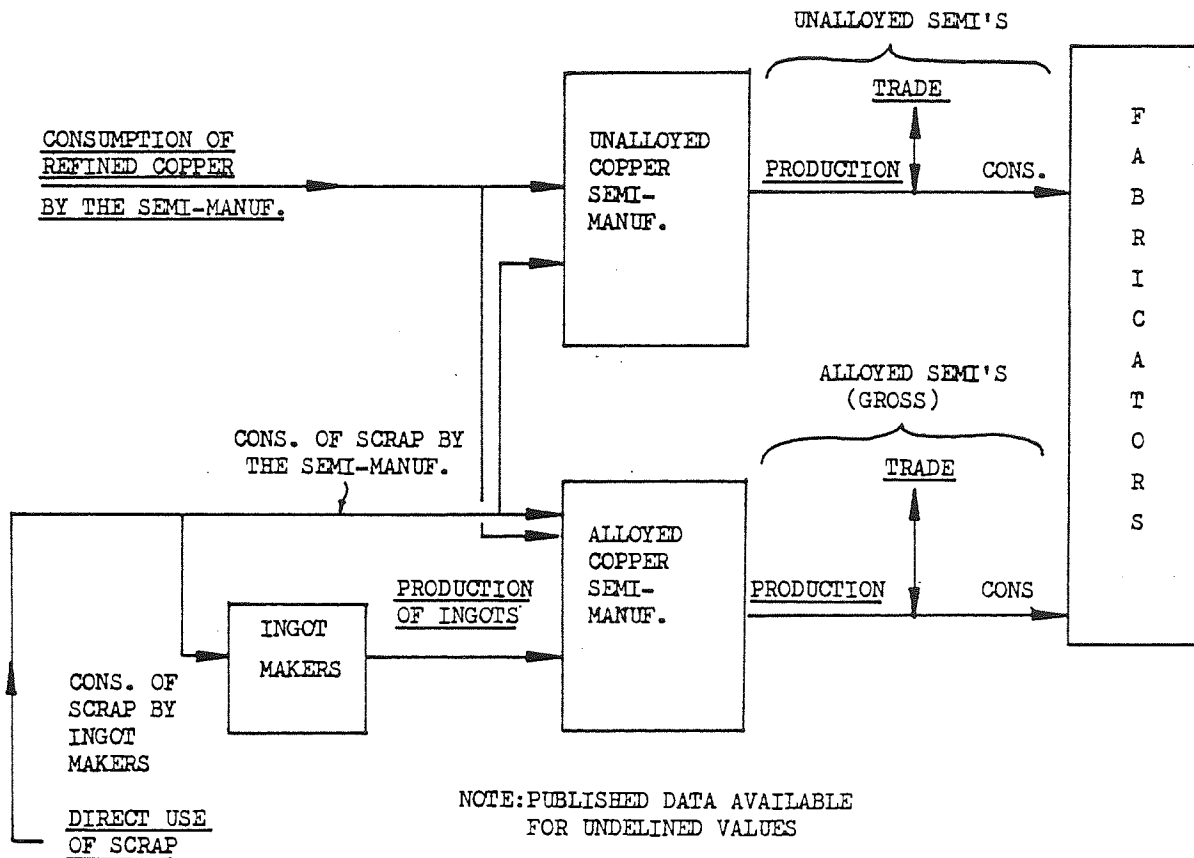 UNALLOYED SEMI'S
TRADE
CONSUMPTION OF
REFINED COPPER
BY THE SEMI-MANUF.
UNALLOYED
COPPER
SEMI-
MANUF.
PRODUCTION
CONS.
F
A
B
R
I
C
A
T
O
R
S
ALLOYED SEMI'S
(GROSS)
TRADE
CONS. OF SCRAP BY
THE SEMI-MANUF.
ALLOYED
COPPER
SEMI-
MANUF.
PRODUCTION
CONS
PRODUCTION
OF INGOTS
INGOT
MAKERS
CONS. OF
SCRAP BY
INGOT
MAKERS
DIRECT USE
OF SCRAP
NOTE:PUBLISHED DATA AVAILABLE
FOR UNDELINED VALUES